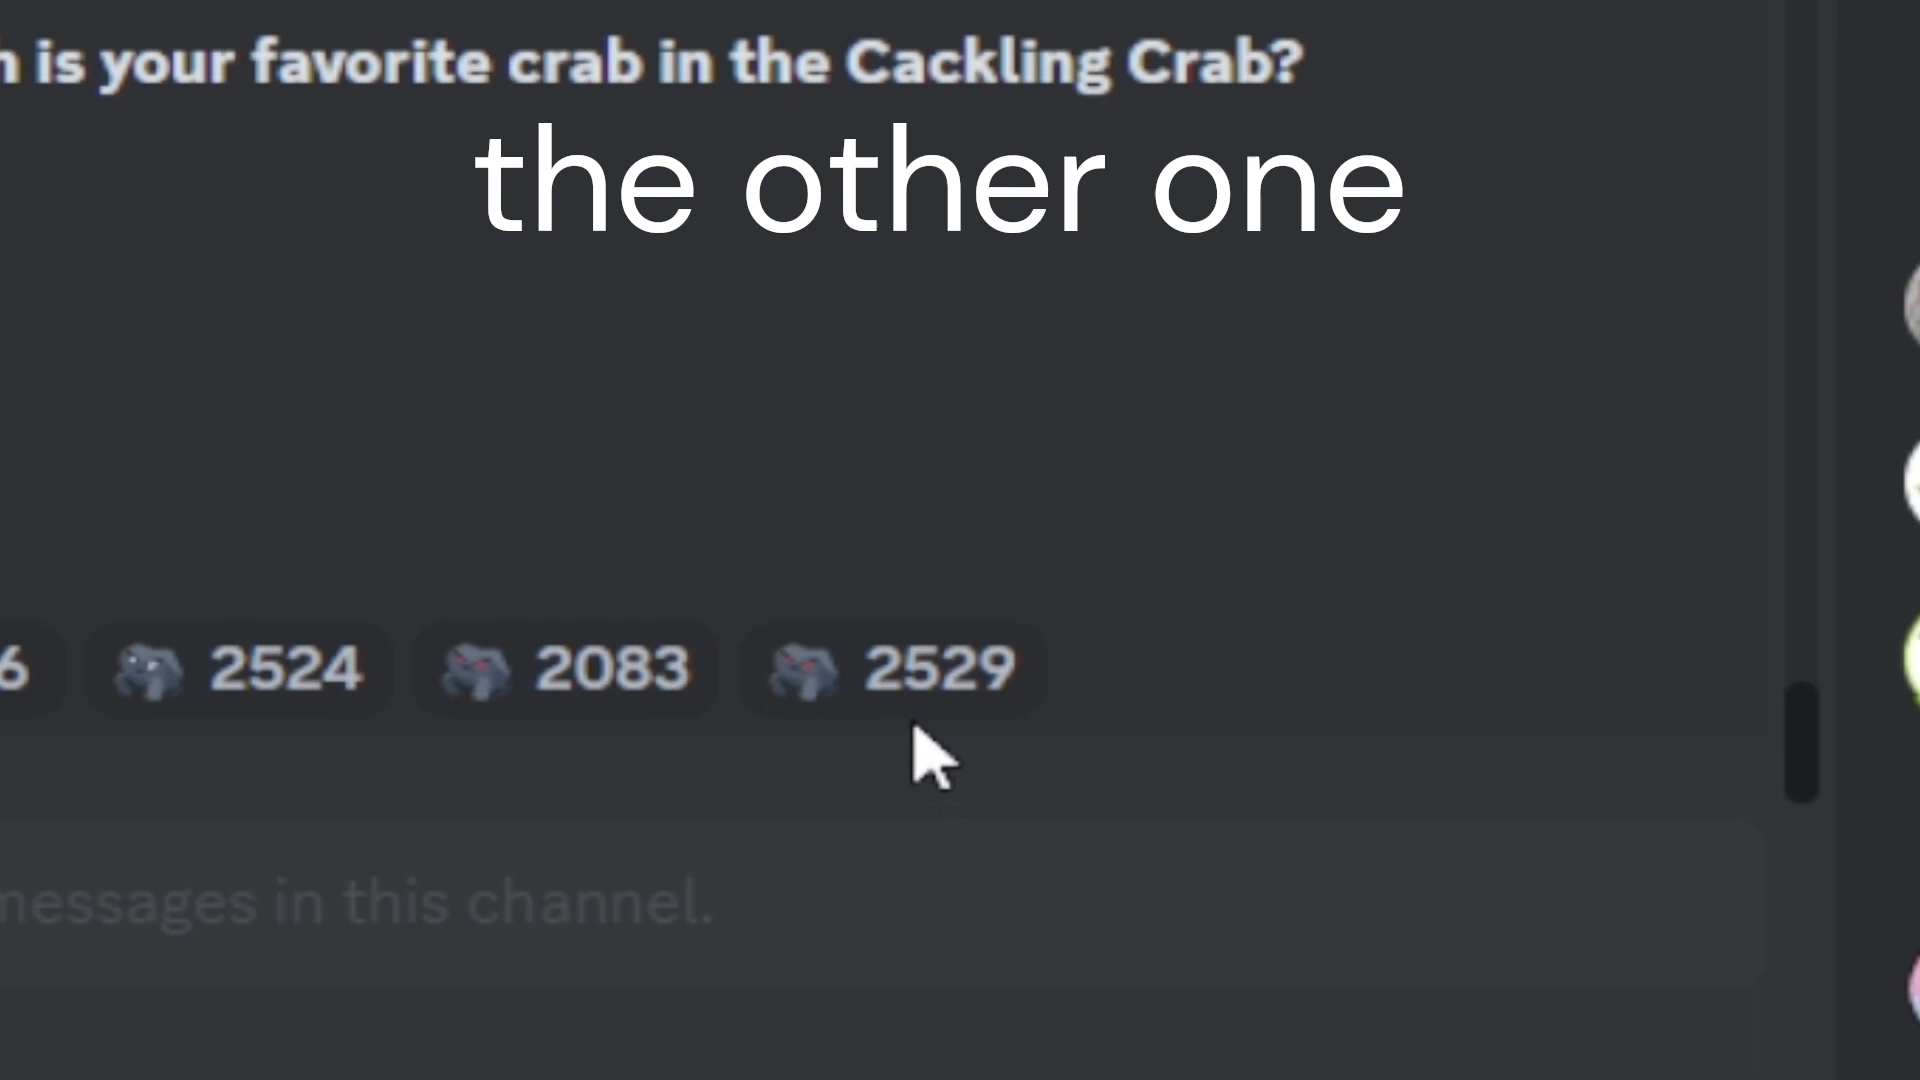 is your favorite crab in the Cackling Crab?
the other one
6 2524 2083 2529
messages in this channel.